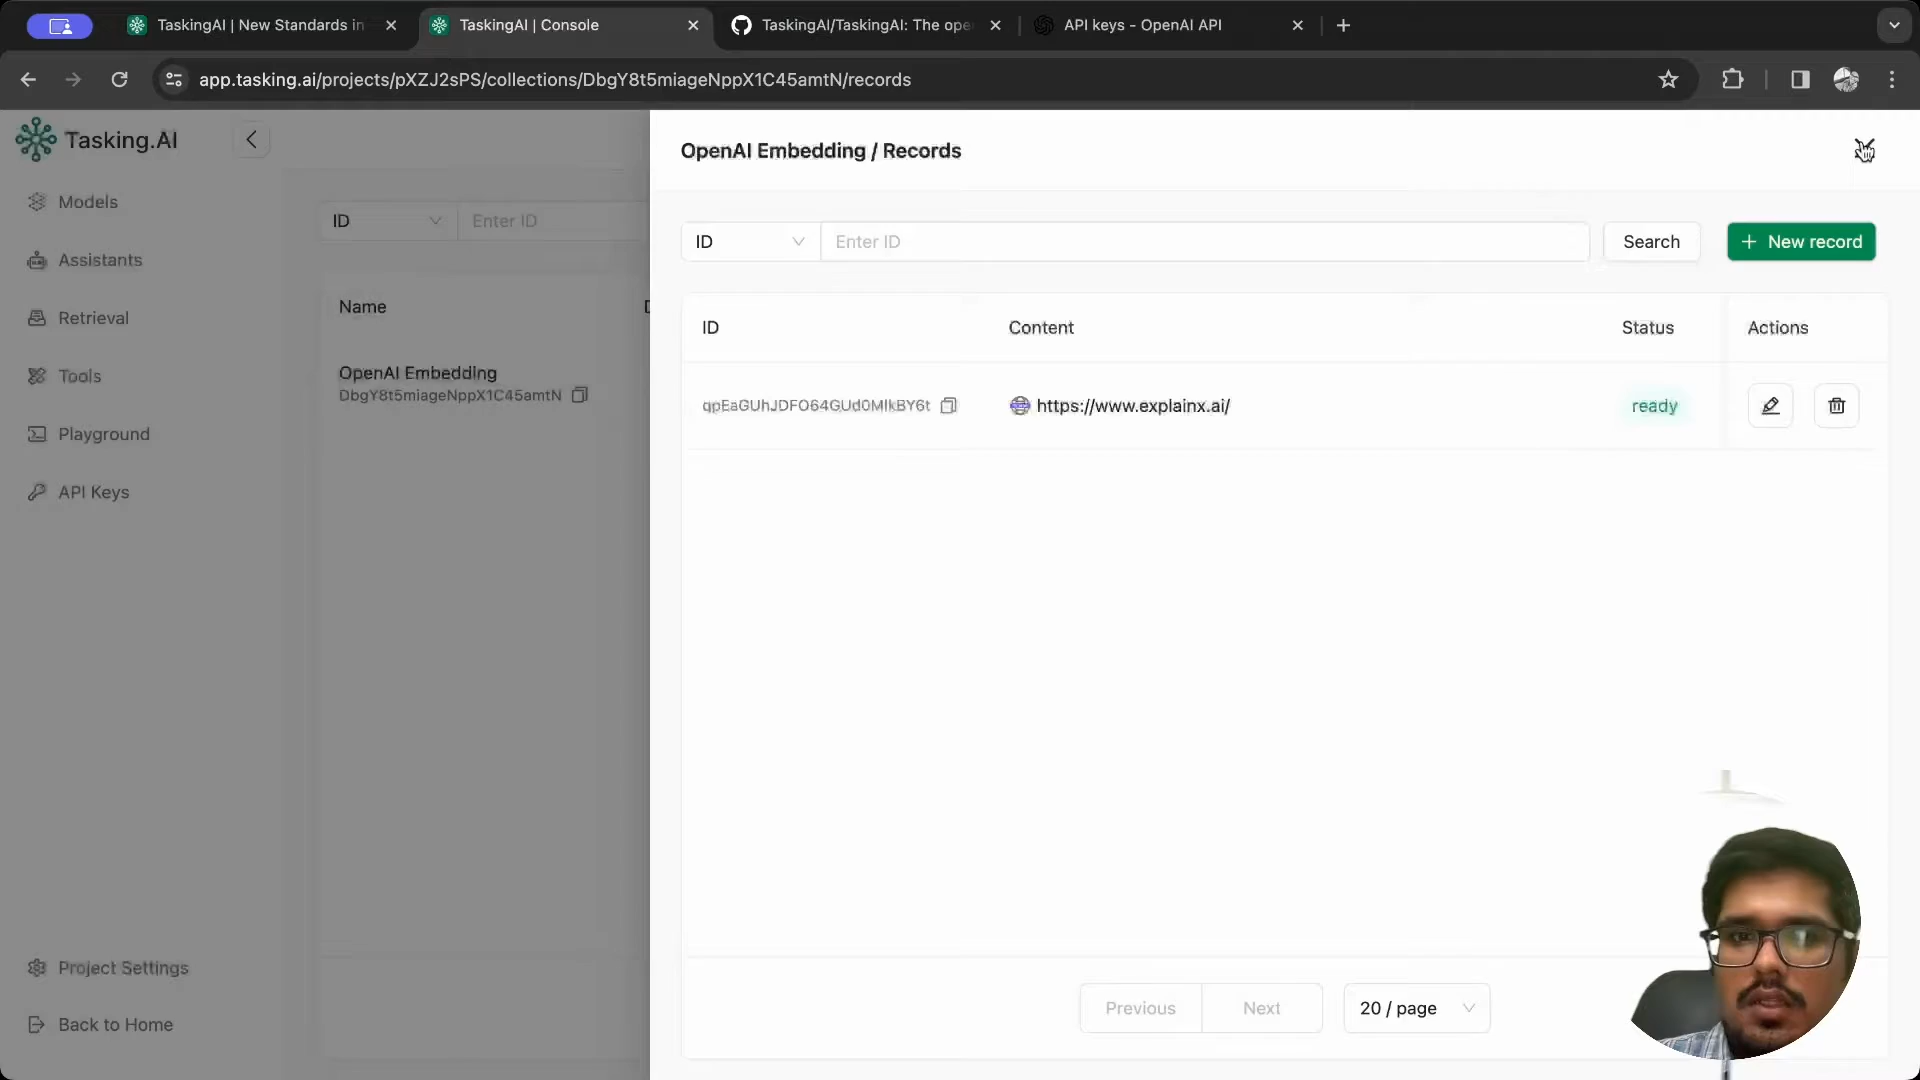 TaskingAI | New Standards in
TaskingAI | Console
TaskingAI/TaskingAI: The ope
API keys - OpenAI API
app.tasking.ai/projects/pXZJ2sPS/collections/DbgY8t5miageNppX1C45amtN/records
Tasking.AI
Models
Assistants
Retrieval
Tools
Playground
API Keys
Project Settings
Back to Home
ID
Enter ID
Name
D
OpenAI Embedding
DbgY8t5miageNppX1C45amtN
OpenAI Embedding / Records
ID
Enter ID
Search
New record
ID
Content
Status
Actions
https://www.explainx.ai/
ready
Previous
Next
20 / page